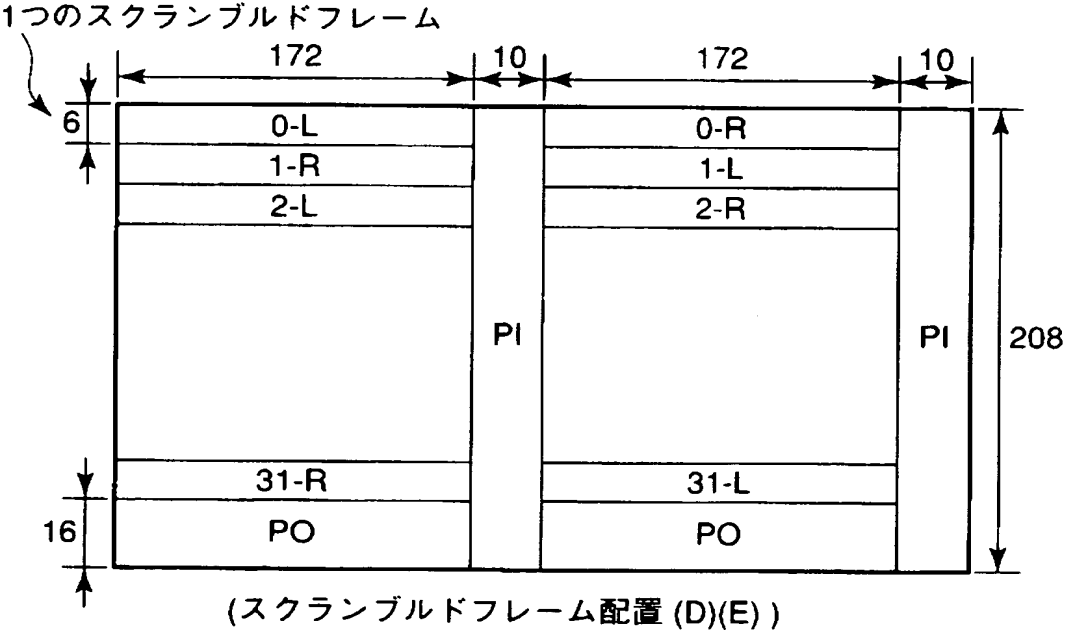 1つのスクランブルドフレーム
172 10 172 10
6 0-L 0-R
1-R 1-L
2-L 2-R
PI PI 208
31-R 31-L
16 PO PO
(スクランブルドフレーム配置 (D)(E) )